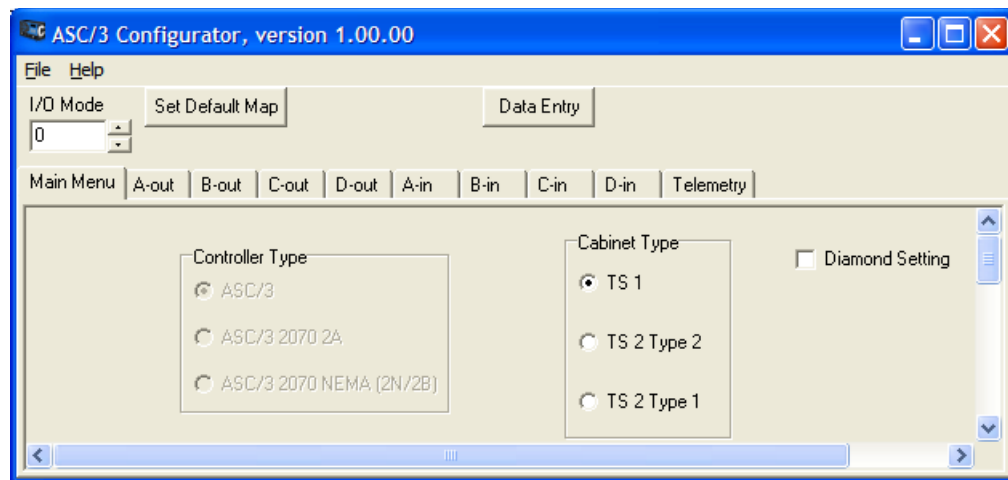 ASC/3 Configurator, version 1.00.00
File Help
I/O Mode Set Default Map Data Entry
0
Main Menu A-out B-out C-out D-out A-in B-in C-in D-in Telemetry
Controller Type Cabinet Type Diamond Setting
ASC/3 TS 1
ASC/3 2070 2A TS 2 Type 2
ASC/3 2070 NEMA (2N/2B) TS 2 Type 1